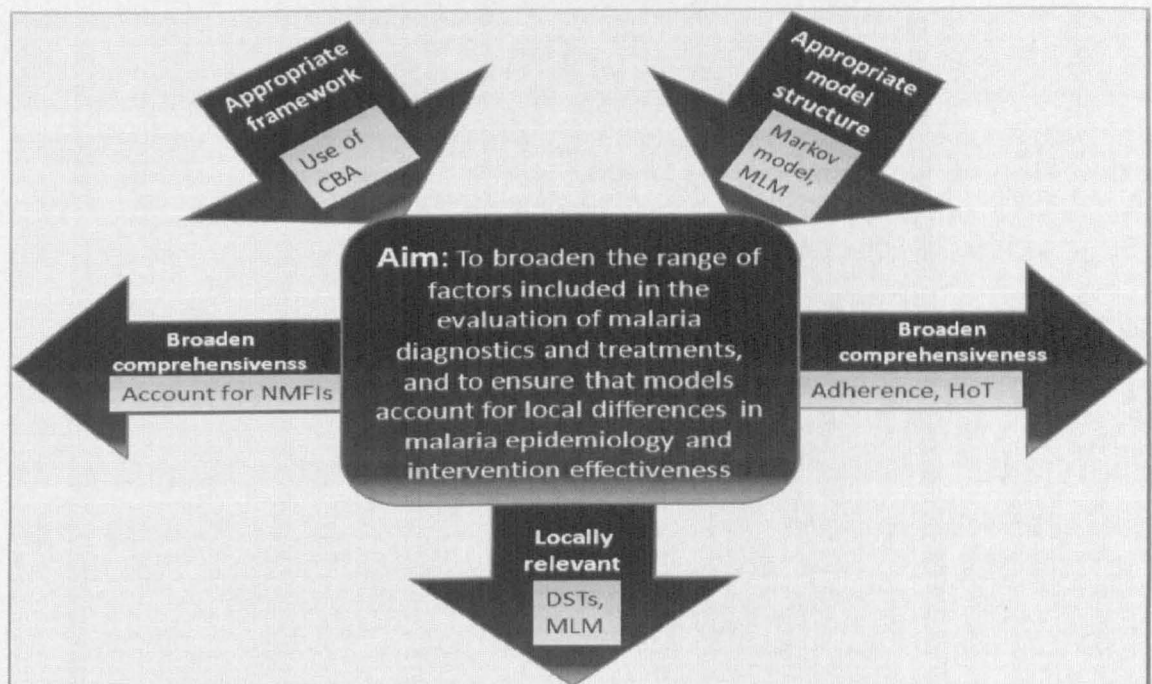 Appropriate
framework
Use of
CBA
Appropriate
model
structure
Markov
model,
MLM
Aim: To broaden the range of
factors included in the
evaluation of malaria
diagnostics and treatments,
and to ensure that models
account for local differences in
malaria epidemiology and
intervention effectiveness
Broaden
comprehensivenss
Account for NMFIs
Broaden
comprehensiveness
Adherence, HoT
Locally
relevant
DSTs,
MLM